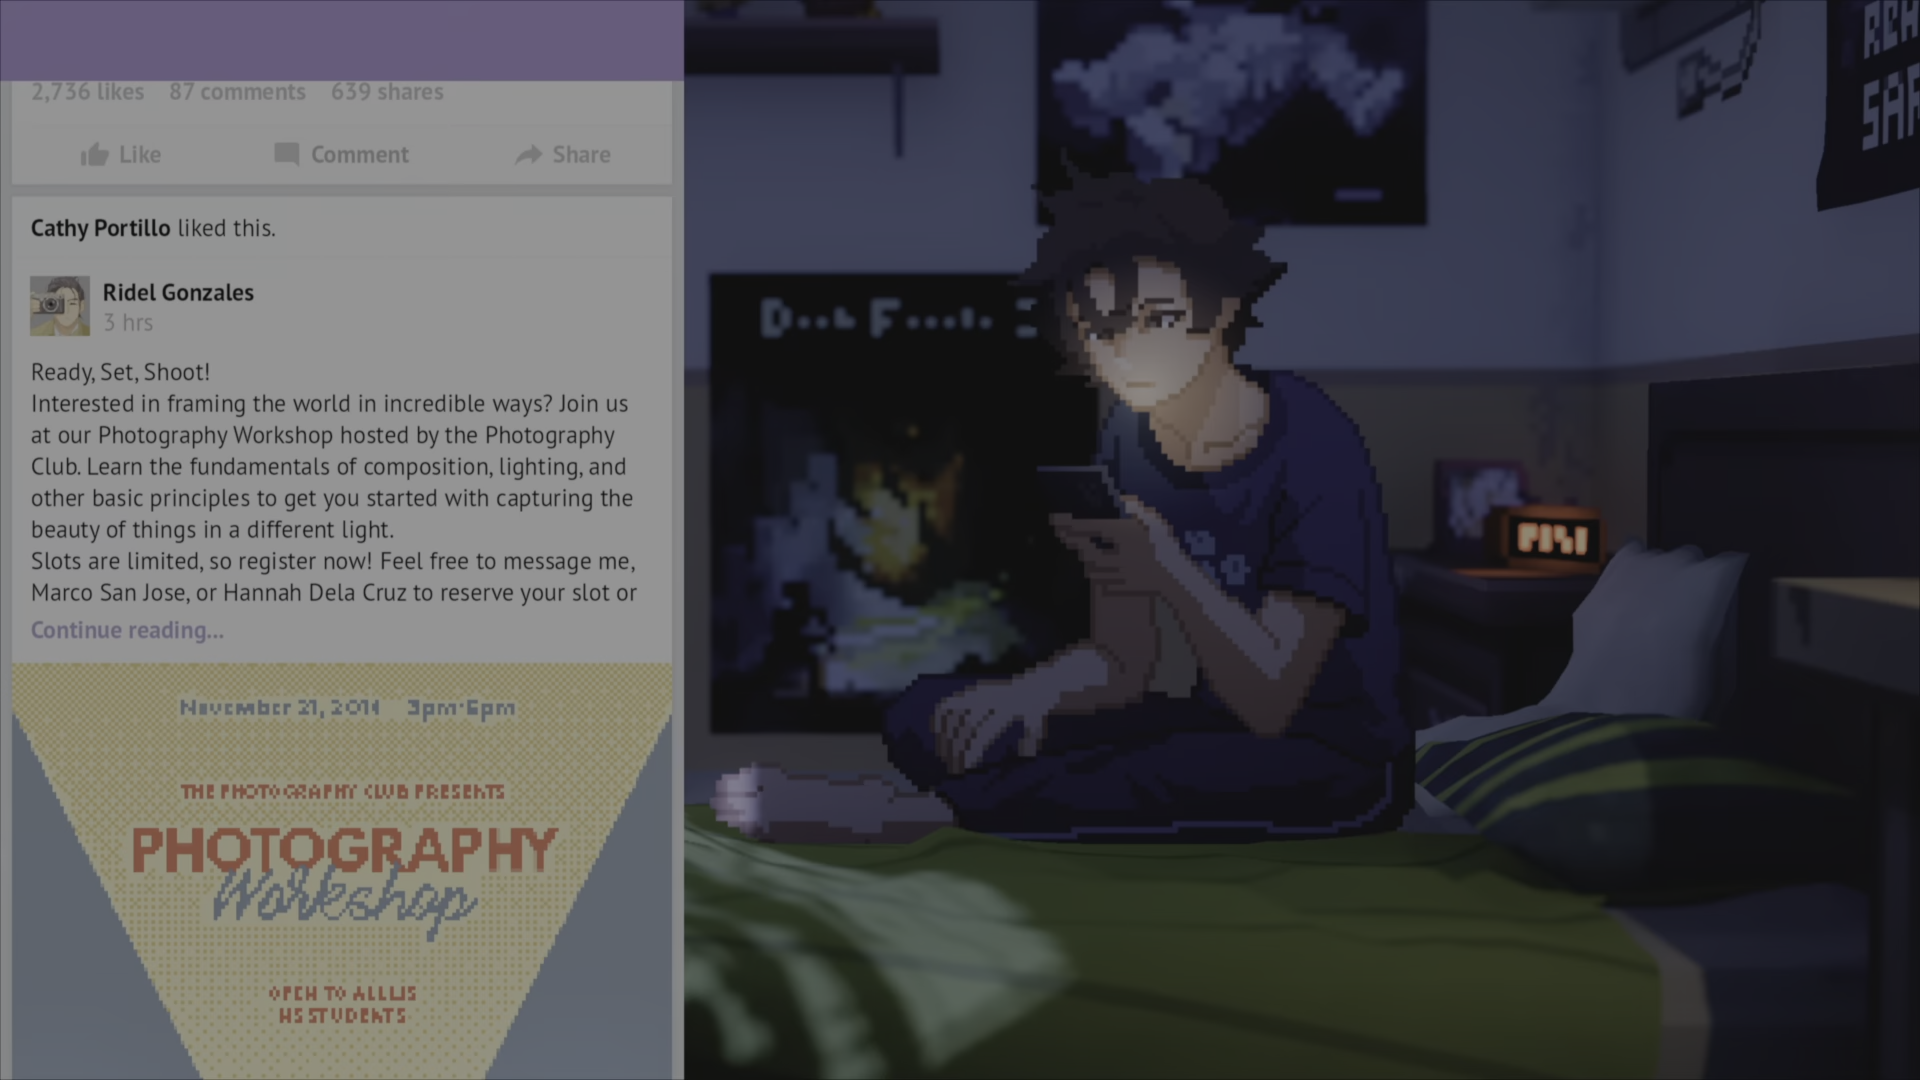 2,736 likes 87 comments 639 shares
Like Comment Share
Cathy Portillo liked this.
Ridel Gonzales
3 hrs
Ready, Set, Shoot!
Interested in framing the world in incredible ways? Join us
at our Photography Workshop hosted by the Photography
Club. Learn the fundamentals of composition, lighting, and
other basic principles to get you started with capturing the
beauty of things in a different light.
Slots are limited, so register now! Feel free to message me,
Marco San Jose, or Hannah Dela Cruz to reserve your slot or
Continue reading...
November 21, 2014 3pm-6pm
THE PHOTOGRAPHY CLUB PRESENTS
PHOTOGRAPHY
Workshop
OPEN TO ALL LIS
HS STUDENTS